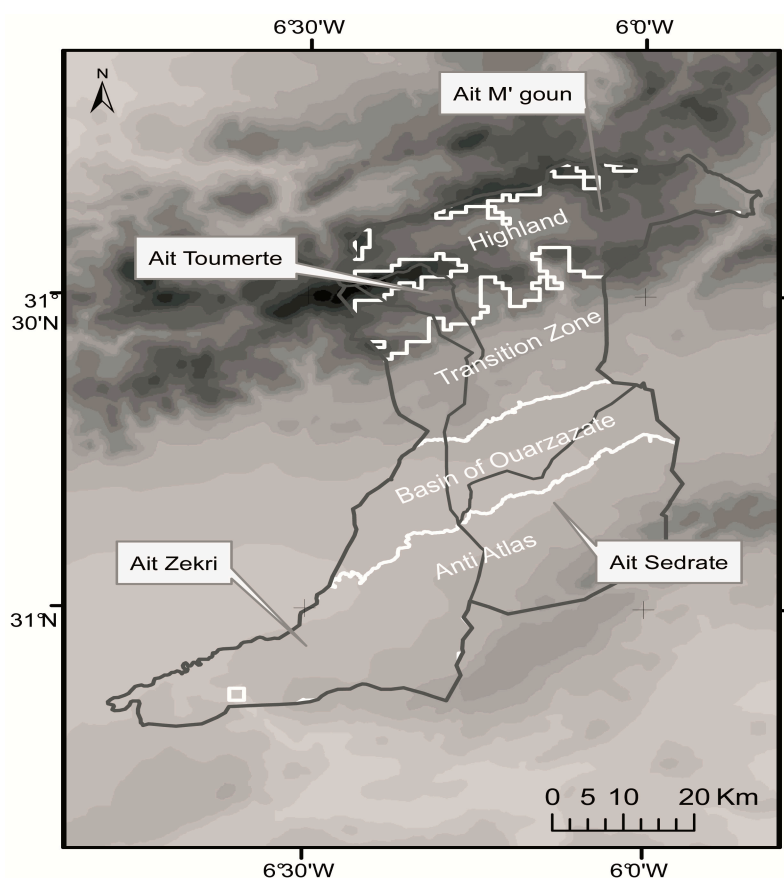 6°30'W
6°0'W
N
Ait M' goun
Highland
Ait Toumerte
31°
30'N
Transition Zone
Basin of Ouarzazate
Anti Atlas
Ait Zekri
Ait Sedrate
31°N
0 5 10 20 Km
6°30'W
6°0'W